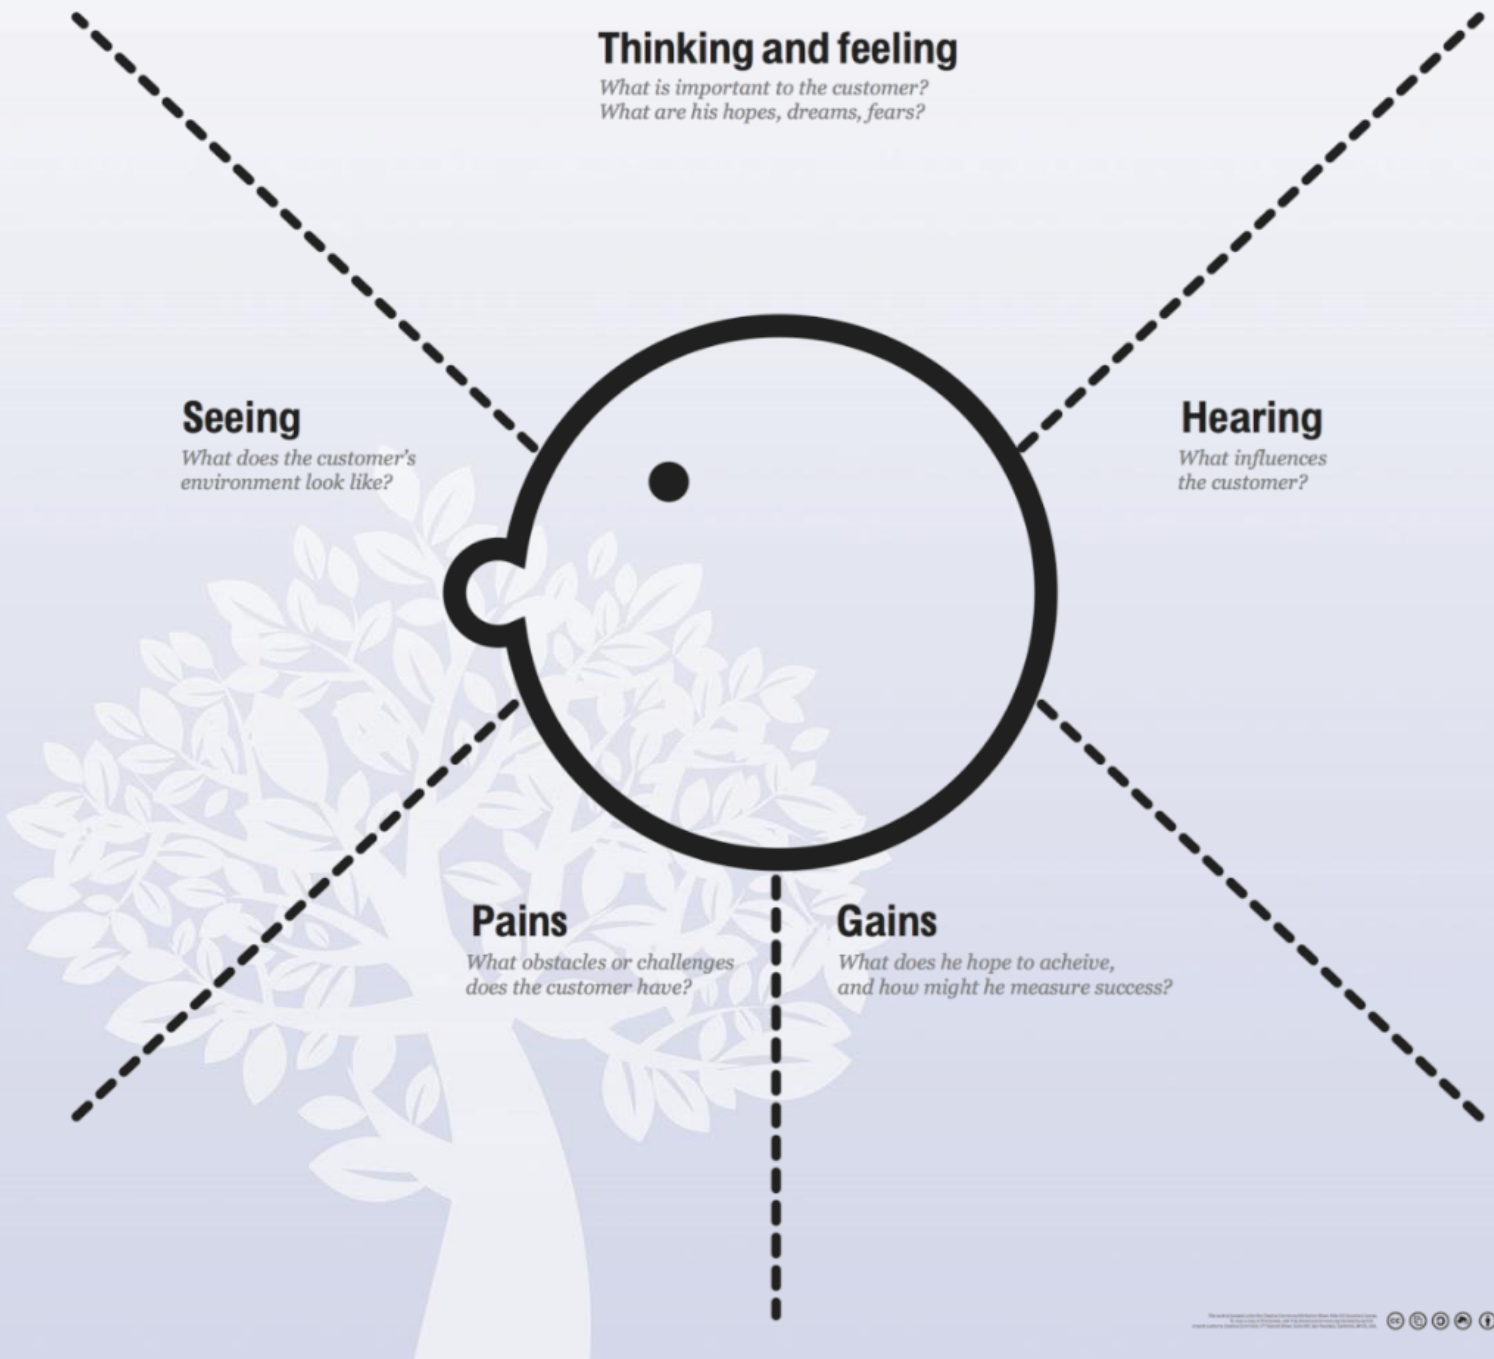 Thinking and feeling
What is important to the customer?
What are his hopes, dreams, fears?
Seeing
What does the customer's
environment look like?
Hearing
What influences
the customer?
Pains
What obstacles or challenges
does the customer have?
Gains
What does he hope to acheive,
and how might he measure success?